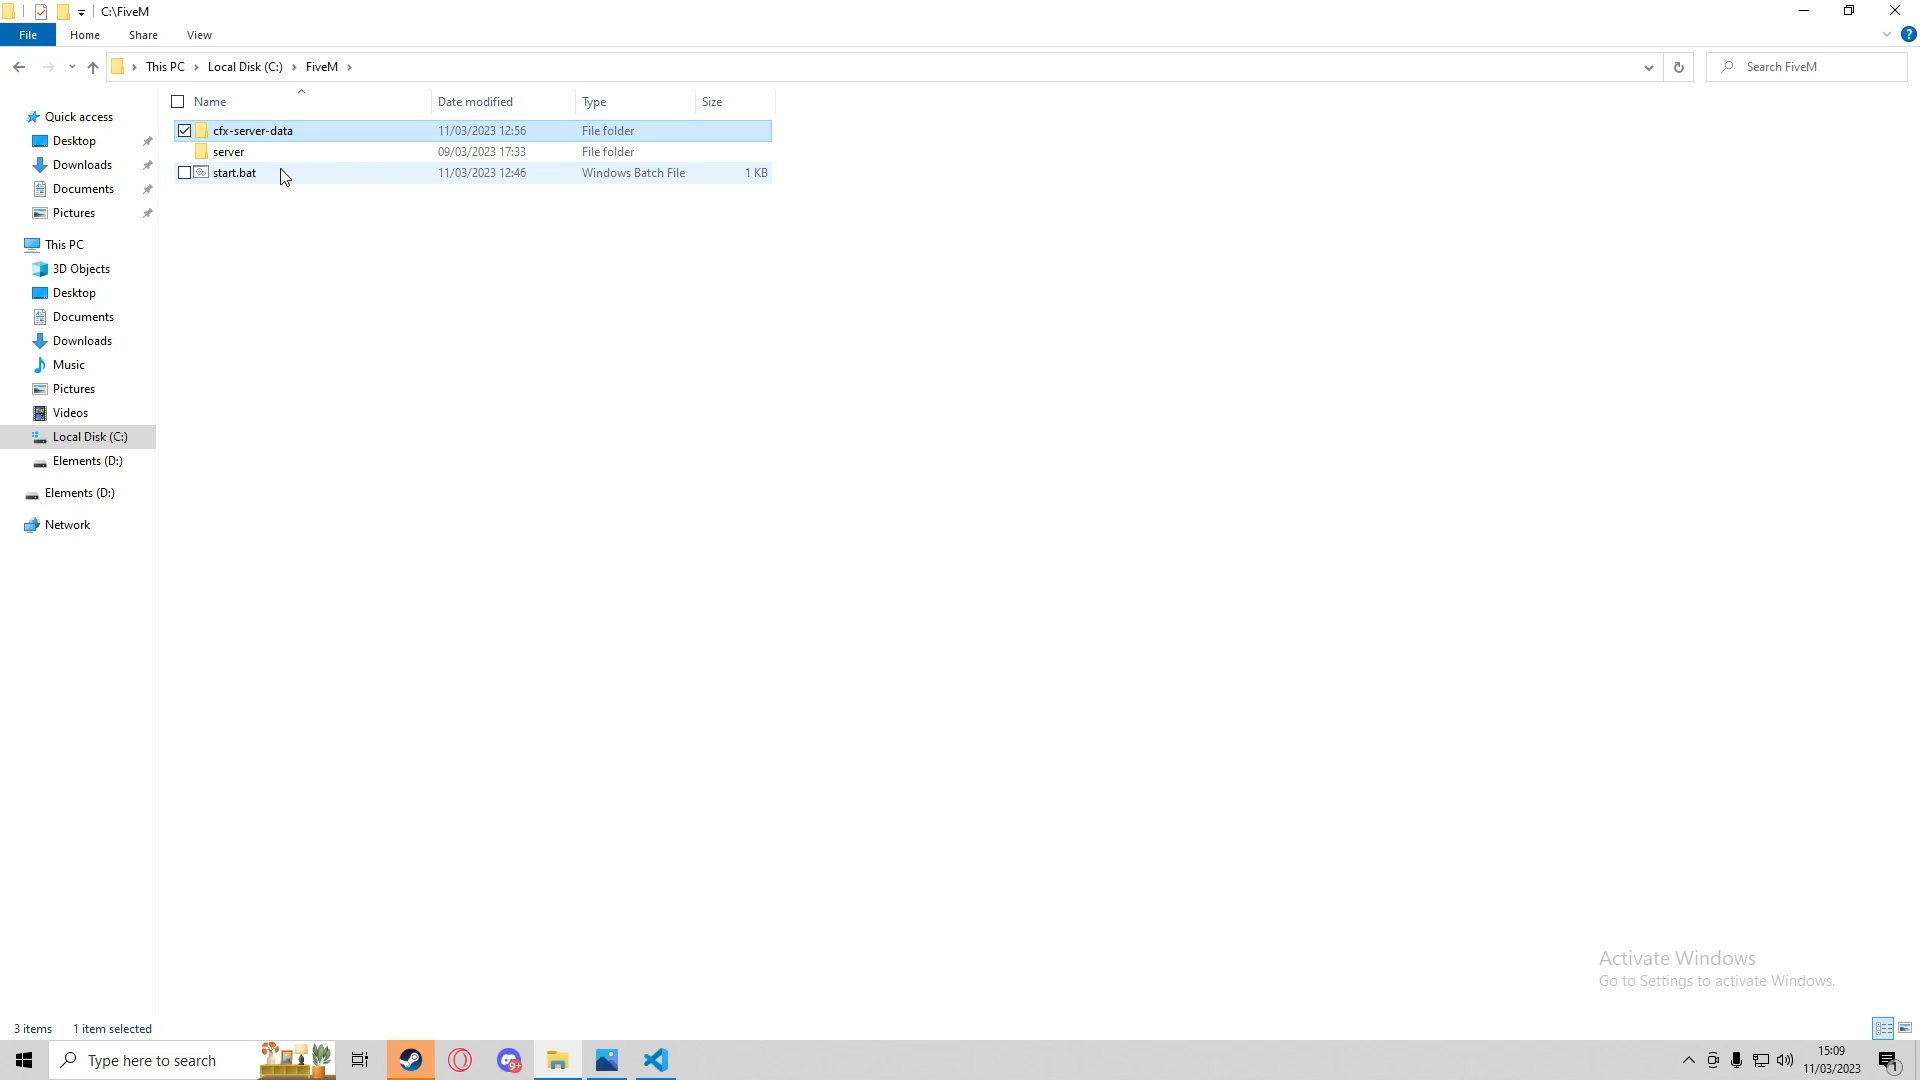 C:\FiveM
File Home Share View
This PC Local Disk (C:) FiveM
Search FiveM
Name Date modified Type Size
cfx-server-data 11/03/2023 12:56 File folder
server 09/03/2023 17:33 File folder
start.bat 11/03/2023 12:46 Windows Batch File 1 KB
Quick access
Desktop
Downloads
Documents
Pictures
This PC
3D Objects
Desktop
Documents
Downloads
Music
Pictures
Videos
Local Disk (C:)
Elements (D:)
Elements (D:)
Network
Activate Windows
Go to Settings to activate Windows.
3 items 1 item selected
Type here to search
9+
15:09
11/03/2023
1